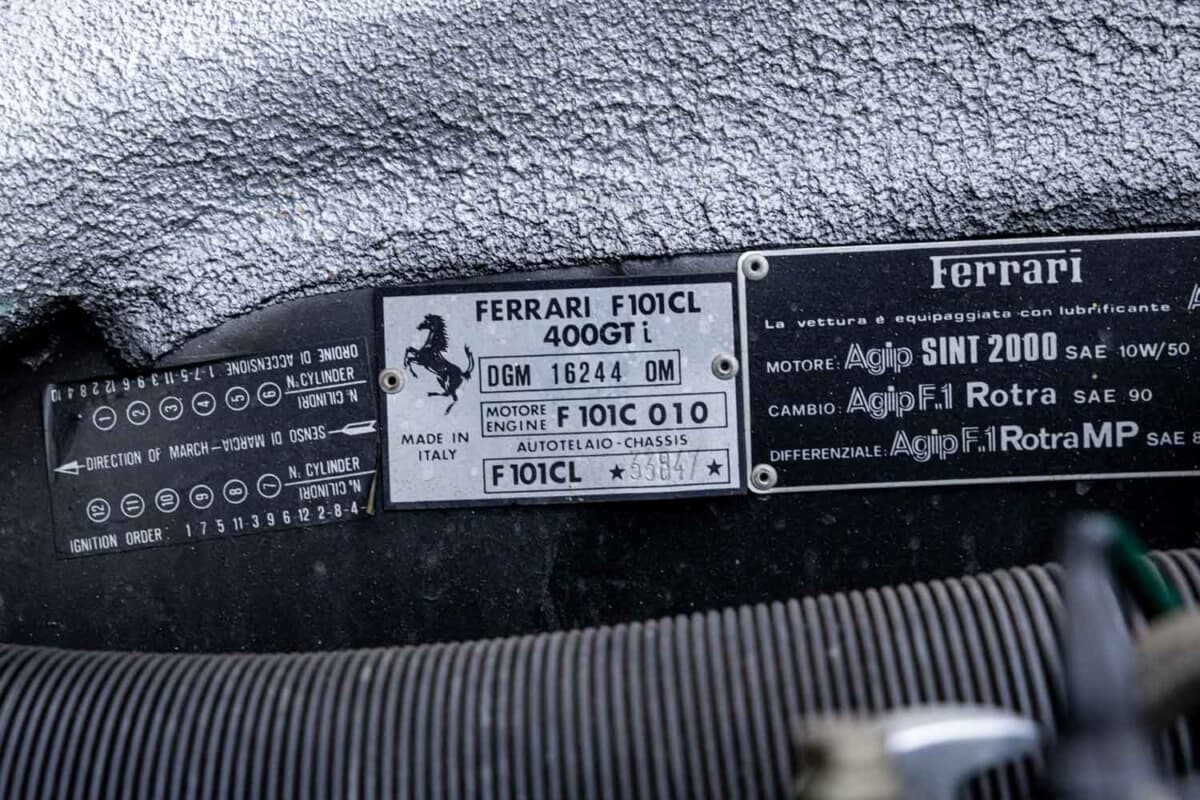 ORDINE DI ACCENSIONE 1-7-5-11-3-9-6 12 2 8 4 10
N. CYLINDER
N. CILINDRI
1 2 3 4 5 6
DIRECTION OF MARCH—SENSO DI MARCIA
N. CYLINDER
N. CILINDRI
12 11 10 9 8 7
IGNITION ORDER: 1 7 5 11-3 9 6 12 2-8-4-
FERRARI F101CL
400GT i
DGM 16244 OM
MOTORE
ENGINE F 101C 010
MADE IN
ITALY
AUTOTELAIO-CHASSIS
F101CL ★33847★
Ferrari
La vettura è equipaggiata con lubrificante
MOTORE: Agip SINT 2000 SAE 10W/50
CAMBIO: Agip F.1 Rotra SAE 90
DIFFERENZIALE: Agip F.1 Rotra MP SAE